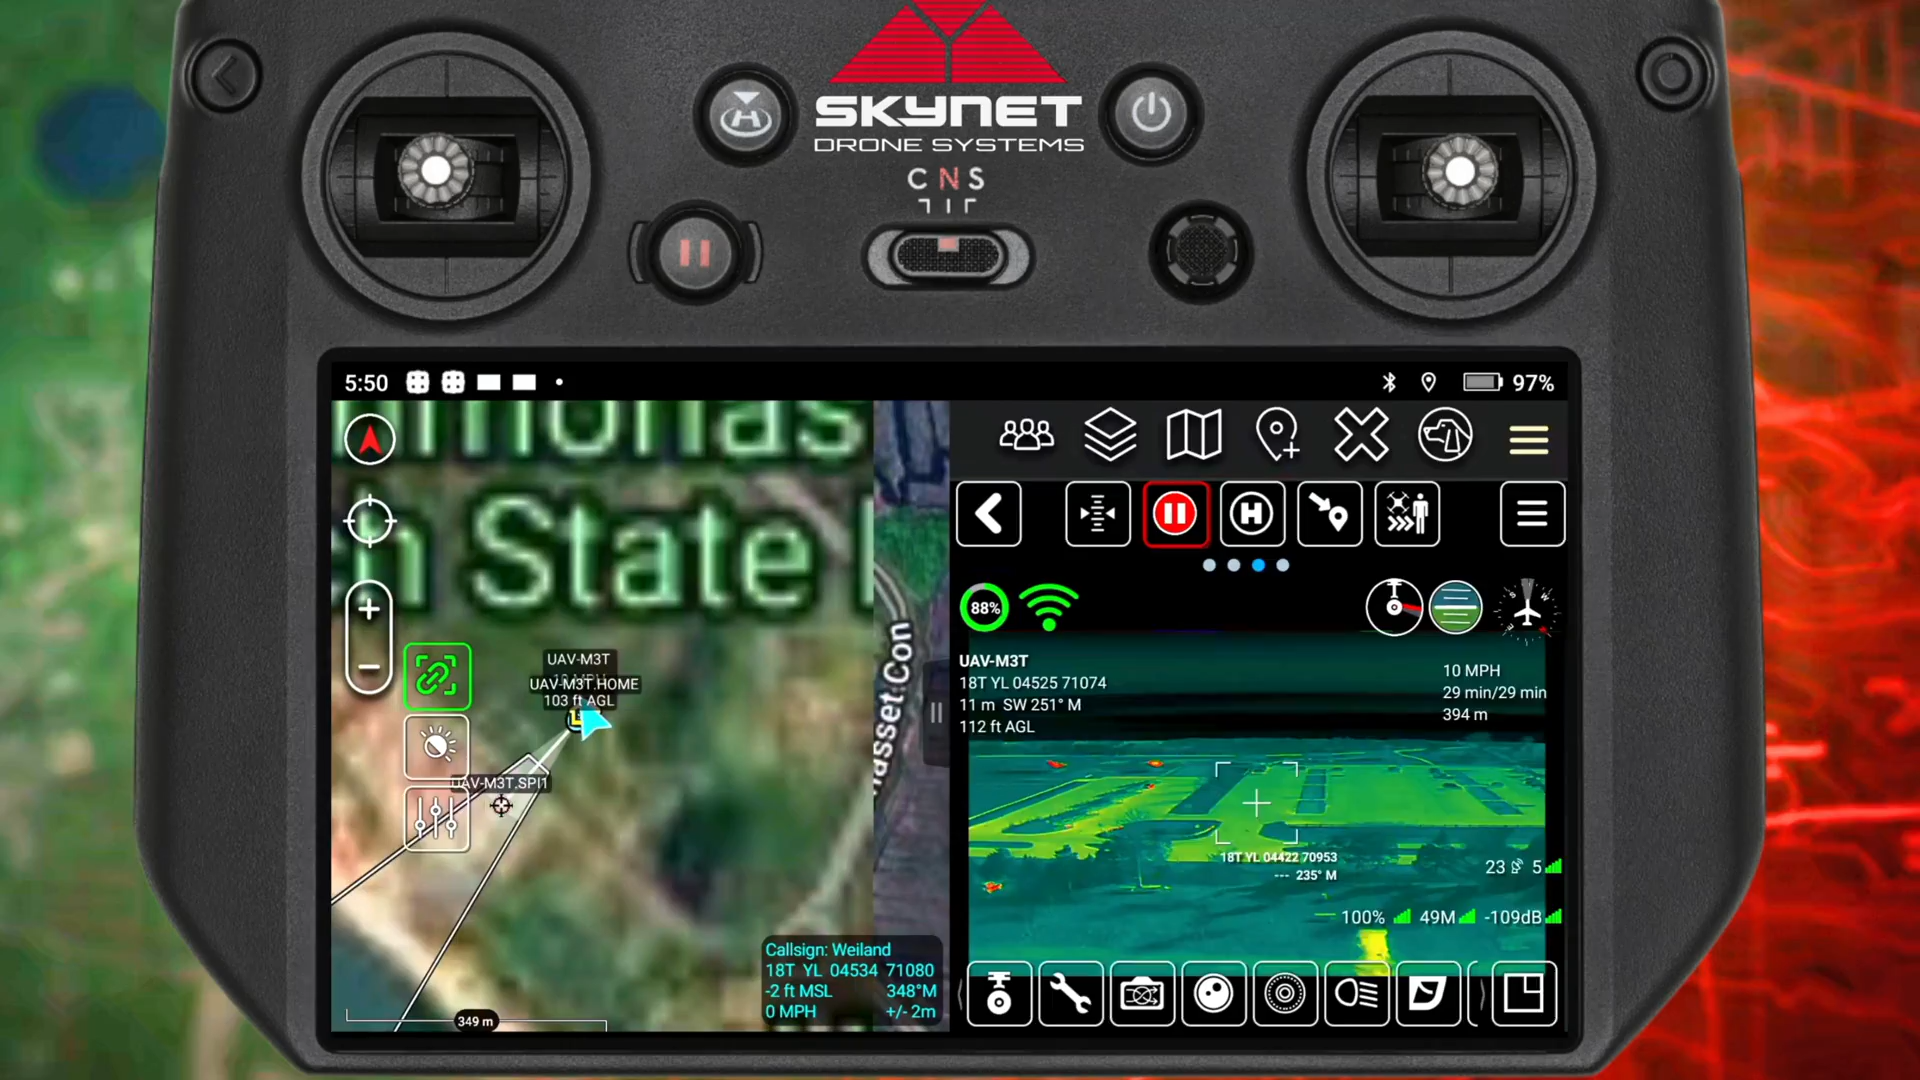 SKYNET
DRONE SYSTEMS
C N S
5:50
97%
h State
UAV-M3T
UAV-M3T.HOME
103 ft AGL
UAV-M3T.SPI1
349 m
Callsign: Weiland
18T YL 04534 71080
-2 ft MSL 348°M
0 MPH +/- 2m
88%
UAV-M3T
18T YL 04525 71074
11 m SW 251° M
112 ft AGL
10 MPH
29 min/29 min
394 m
18T YL 04422 70953
--- 235° M
23 5
100% 49M -109dB